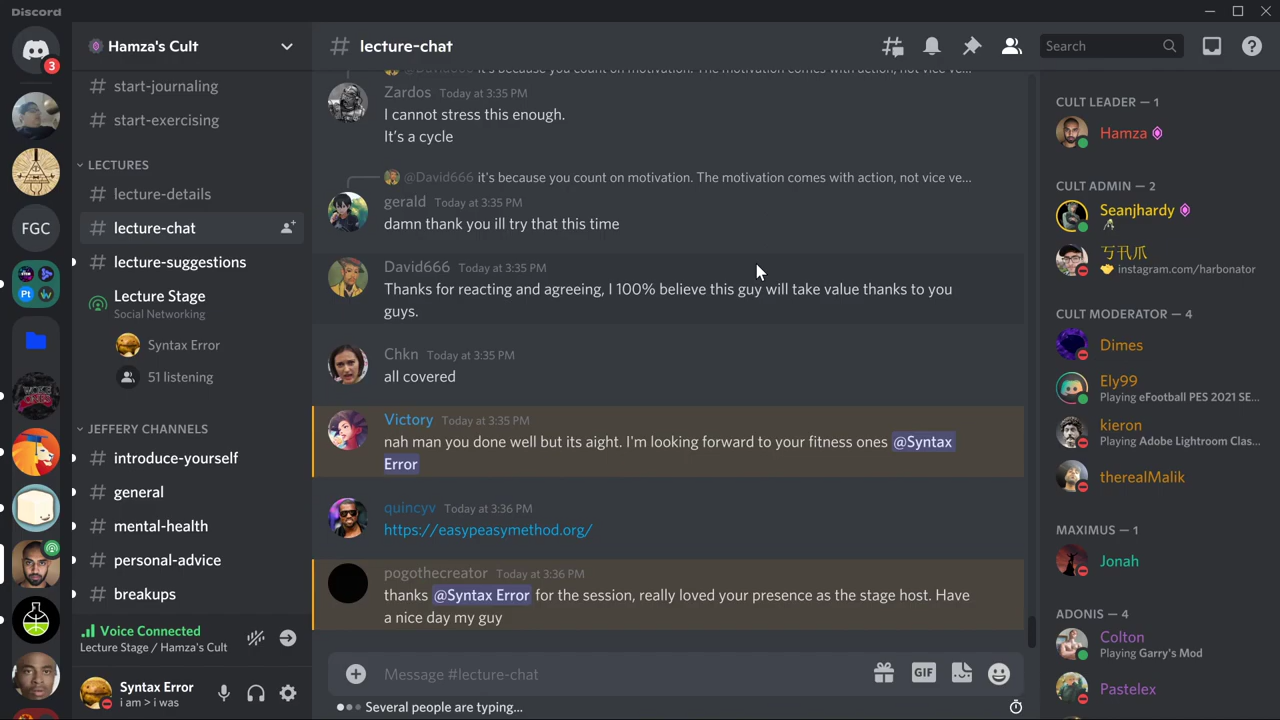 Discord
3
FGC
Pt
Hamza's Cult
start-journaling
start-exercising
LECTURES
lecture-details
lecture-chat
lecture-suggestions
Lecture Stage
Social Networking
Syntax Error
51 listening
JEFFERY CHANNELS
introduce-yourself
general
mental-health
personal-advice
breakups
Voice Connected
Lecture Stage / Hamza's Cult
Syntax Error
i am > i was
# lecture-chat
Search
@David666 it's because you count on motivation. The motivation comes with action, not vice ve...
Zardos Today at 3:35 PM
I cannot stress this enough.
It's a cycle
@David666 it's because you count on motivation. The motivation comes with action, not vice ve...
gerald Today at 3:35 PM
damn thank you ill try that this time
David666 Today at 3:35 PM
Thanks for reacting and agreeing, I 100% believe this guy will take value thanks to you
guys.
Chkn Today at 3:35 PM
all covered
Victory Today at 3:35 PM
nah man you done well but its aight. I'm looking forward to your fitness ones @Syntax
Error
quincyv Today at 3:36 PM
https://easypeasymethod.org/
pogothecreator Today at 3:36 PM
thanks @Syntax Error for the session, really loved your presence as the stage host. Have
a nice day my guy
Message #lecture-chat
GIF
Several people are typing...
CULT LEADER — 1
Hamza
CULT ADMIN — 2
Seanjhardy
instagram.com/harbonator
CULT MODERATOR — 4
Dimes
Ely99
Playing eFootball PES 2021 SE...
kieron
Playing Adobe Lightroom Clas...
therealMalik
MAXIMUS — 1
Jonah
ADONIS — 4
Colton
Playing Garry's Mod
Pastelex